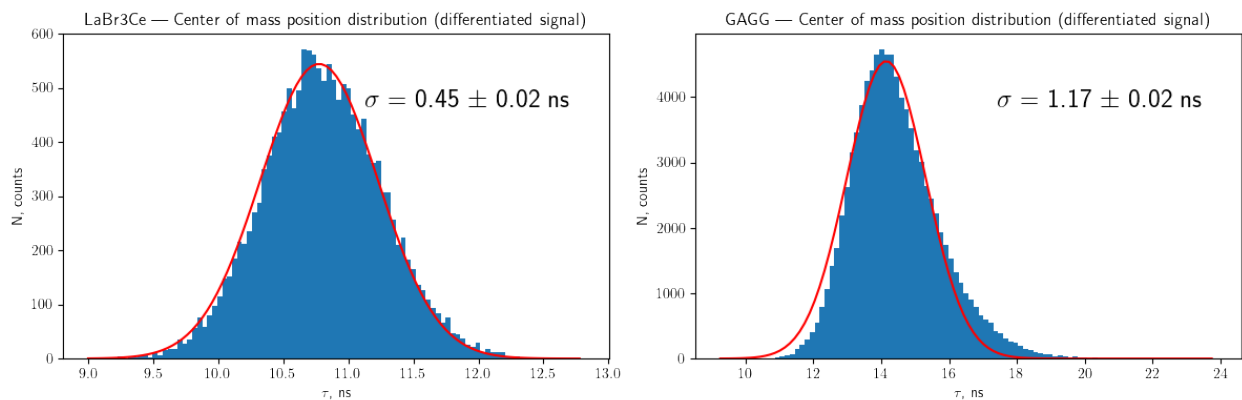 LaBr3Ce — Center of mass position distribution (differentiated signal)
600
500
400
300
200
100
0
N, counts
σ = 0.45 ± 0.02 ns
9.0 9.5 10.0 10.5 11.0 11.5 12.0 12.5 13.0
τ, ns
GAGG — Center of mass position distribution (differentiated signal)
4000
3000
2000
1000
0
N, counts
σ = 1.17 ± 0.02 ns
10 12 14 16 18 20 22 24
τ, ns